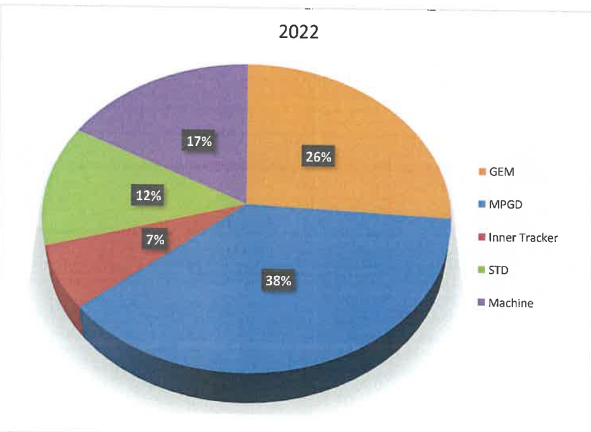 2022
17%
26%
12%
7%
38%
GEM
MPGD
Inner Tracker
STD
Machine